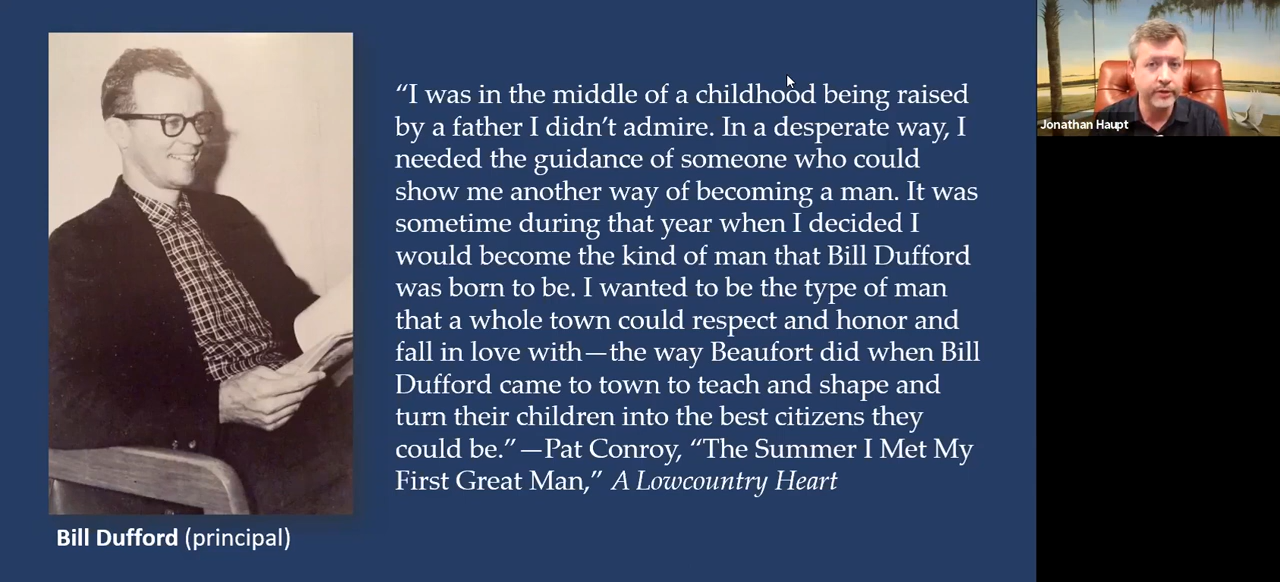 “I was in the middle of a childhood being raised
by a father I didn’t admire. In a desperate way, I
needed the guidance of someone who could
show me another way of becoming a man. It was
sometime during that year when I decided I
would become the kind of man that Bill Dufford
was born to be. I wanted to be the type of man
that a whole town could respect and honor and
fall in love with—the way Beaufort did when Bill
Dufford came to town to teach and shape and
turn their children into the best citizens they
could be.”—Pat Conroy, “The Summer I Met My
First Great Man,” A Lowcountry Heart
Bill Dufford (principal)
Jonathan Haupt